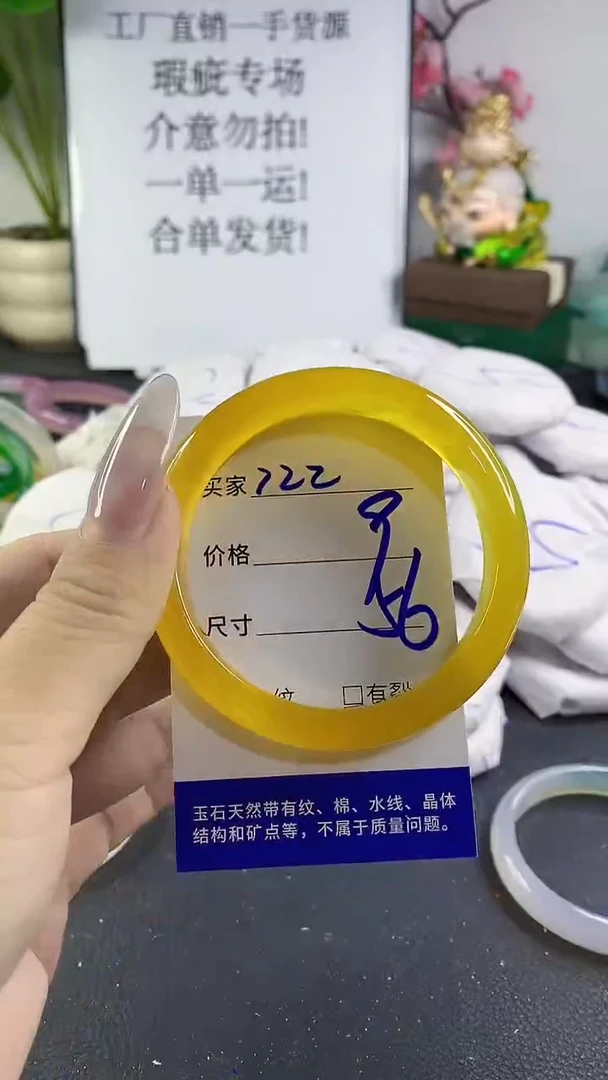 工厂直销一手货源
瑕疵专场
介意勿拍!
一单一运!
合单发货!
买家 722
价格
尺寸 56
纹 □有裂
玉石天然带有纹、棉、水线、晶体
结构和矿点等，不属于质量问题。